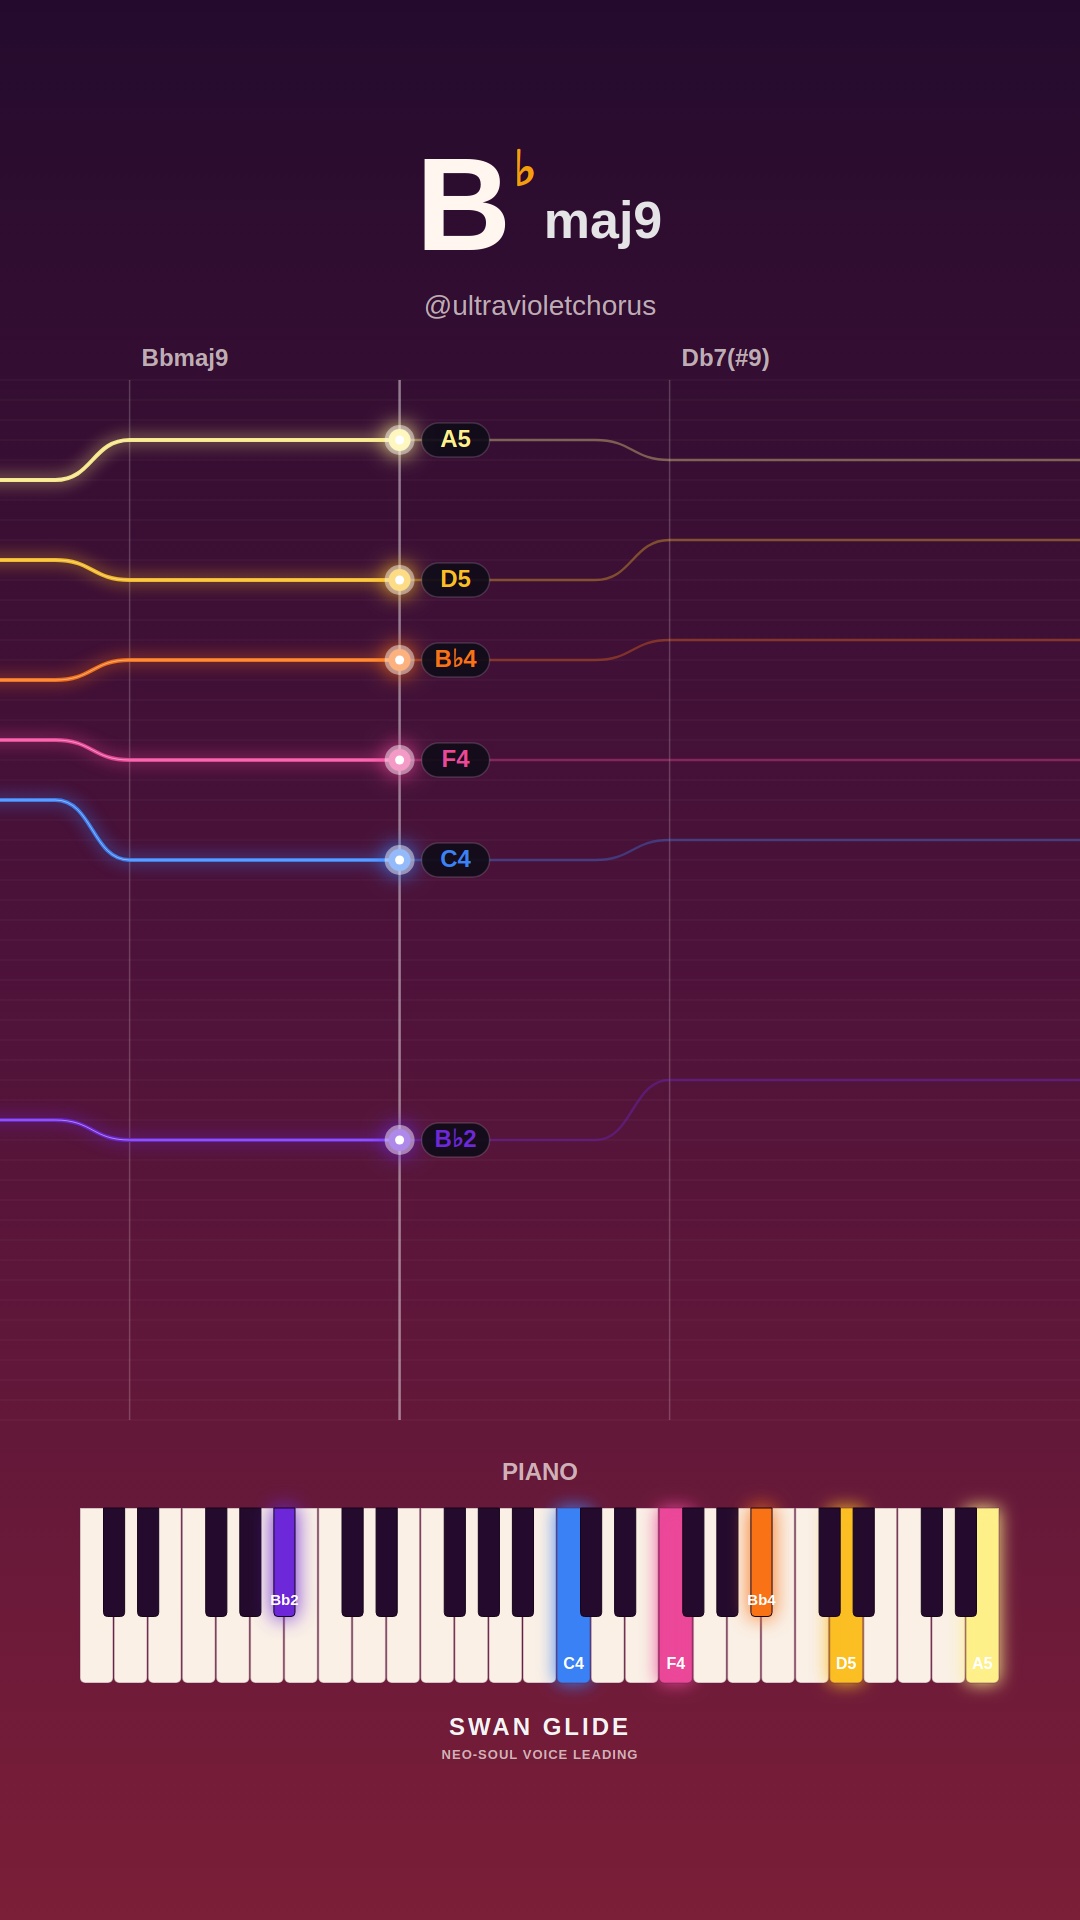 B♭maj9
@ultravioletchorus
Bbmaj9 Db7(#9)
A5
D5
B♭4
F4
C4
B♭2
PIANO
Bb2 Bb4
C4 F4 D5 A5
SWAN GLIDE
NEO-SOUL VOICE LEADING